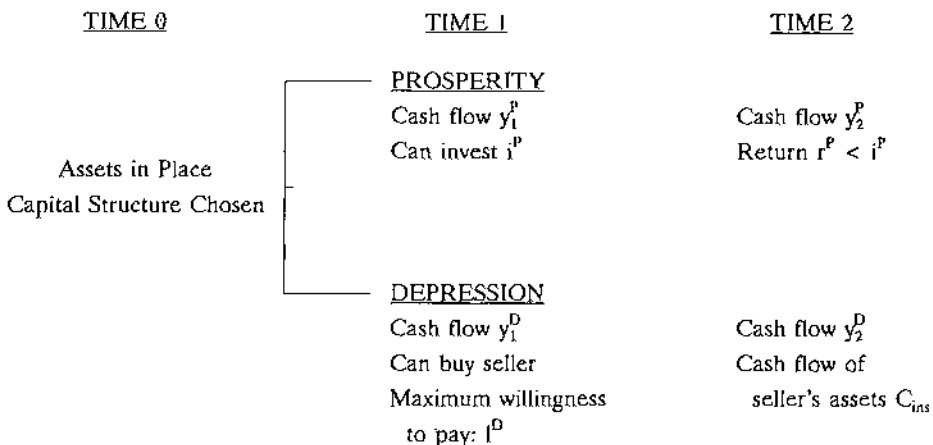 TIME 0
TIME 1
TIME 2
PROSPERITY
Cash flow y₁ᴾ
Cash flow y₂ᴾ
Can invest iᴾ
Return rᴾ < iᴾ
Assets in Place
Capital Structure Chosen
DEPRESSION
Cash flow y₁ᴰ
Cash flow y₂ᴰ
Can buy seller
Cash flow of
Maximum willingness
seller's assets C_ins
to pay: Iᴰ